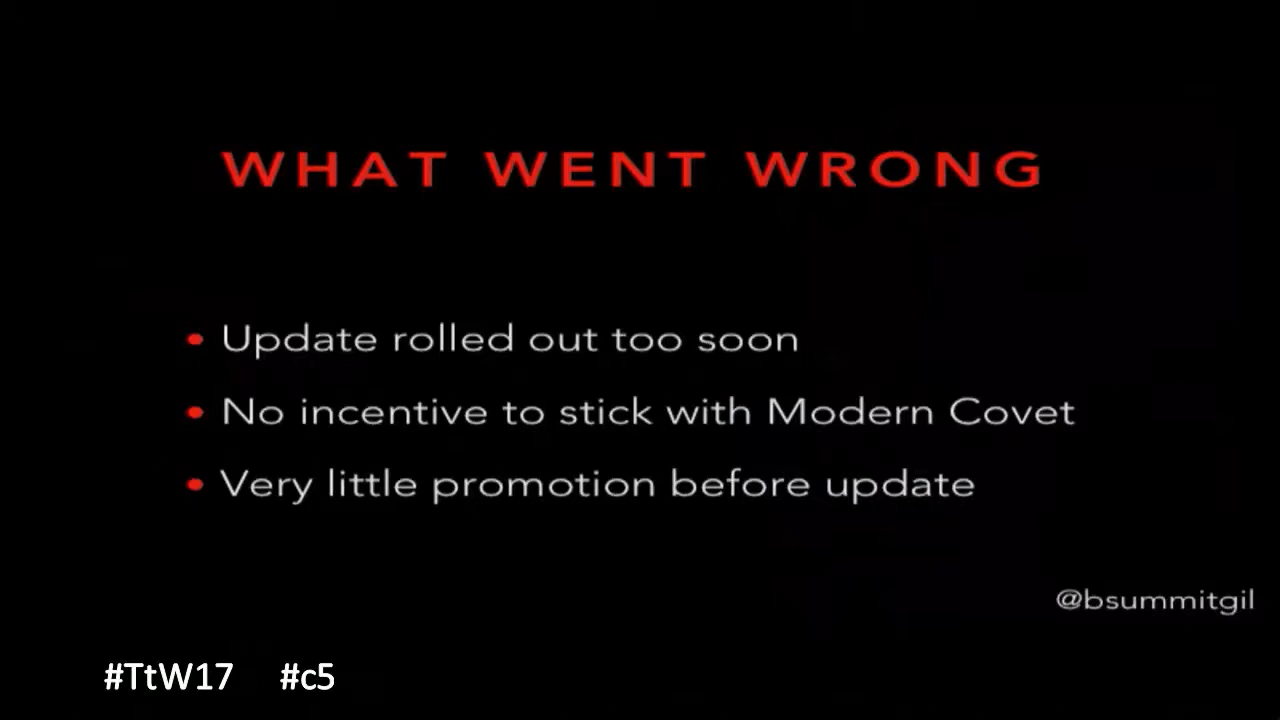 WHAT WENT WRONG
• Update rolled out too soon
• No incentive to stick with Modern Covet
• Very little promotion before update
@bsummitgil
#TtW17 #c5